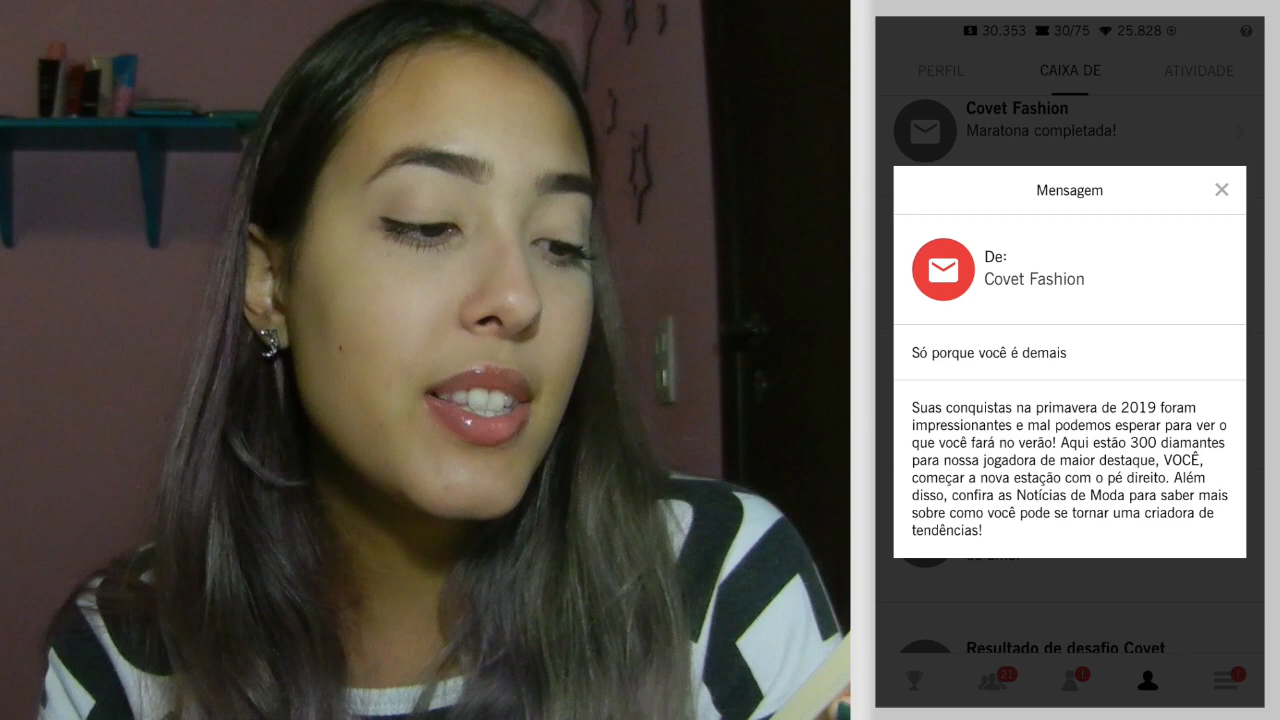 30.353 30/75 25.828
PERFIL CAIXA DE ATIVIDADE
Covet Fashion
Maratona completada!
Mensagem
De:
Covet Fashion
Só porque você é demais
Suas conquistas na primavera de 2019 foram
impressionantes e mal podemos esperar para ver o
que você fará no verão! Aqui estão 300 diamantes
para nossa jogadora de maior destaque, VOCÊ,
começar a nova estação com o pé direito. Além
disso, confira as Notícias de Moda para saber mais
sobre como você pode se tornar uma criadora de
tendências!
Resultado de desafio Covet
21 ! !